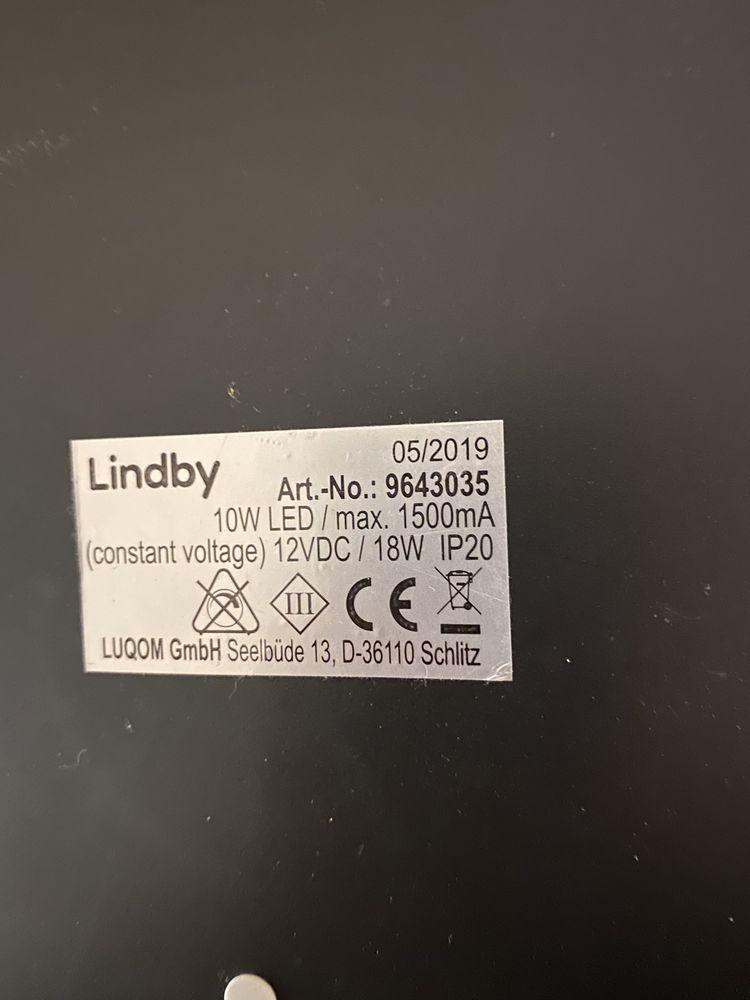 05/2019
Lindby
Art.-No.: 9643035
10W LED / max. 1500mA
(constant voltage) 12VDC / 18W IP20
III CE
LUQOM GmbH Seelbüde 13, D-36110 Schlitz